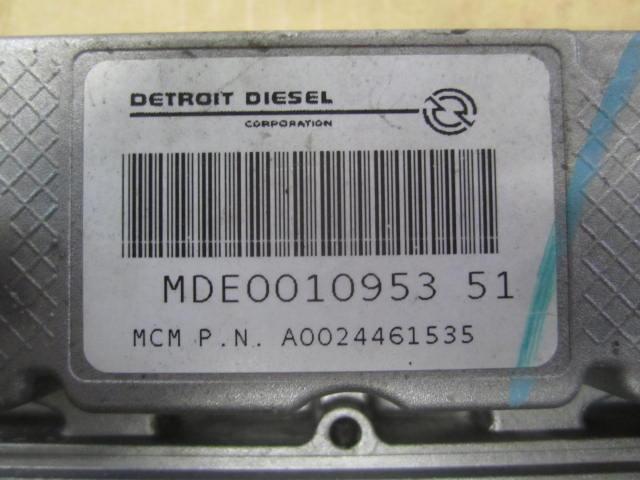 DETROIT DIESEL
CORPORATION
MDE0010953 51
MCM P.N. A0024461535